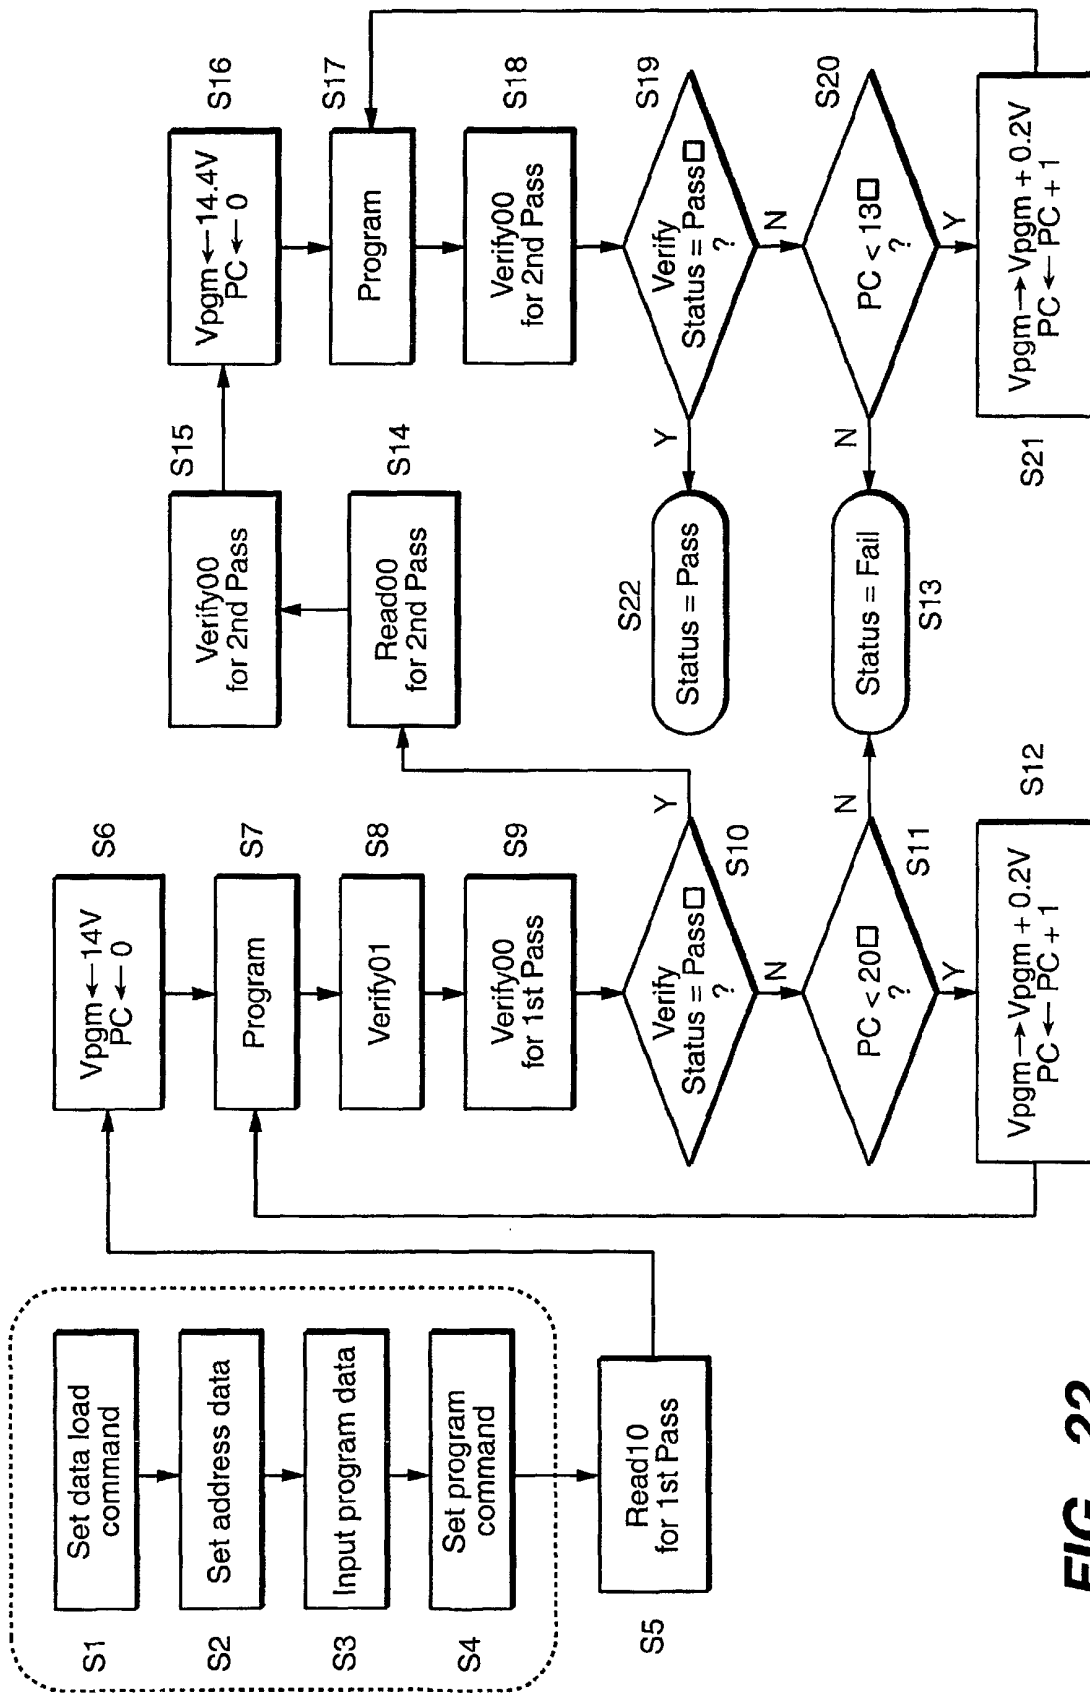 S1
Set data load
command
S2
Set address data
S3
Input program data
S4
Set program
command
S5
Read10
for 1st Pass
S6
Vpgm←14V
PC ← 0
S7
Program
S8
Verify01
S9
Verify00
for 1st Pass
S10
Verify
Status = Pass□
?
Y
N
S11
PC < 20□
?
N
Y
S12
Vpgm→Vpgm + 0.2V
PC ← PC + 1
S13
Status = Fail
S14
Read00
for 2nd Pass
S15
Verify00
for 2nd Pass
S16
Vpgm←14.4V
PC ← 0
S17
Program
S18
Verify00
for 2nd Pass
S19
Verify
Status = Pass□
?
Y
N
S20
PC < 13□
?
N
Y
S21
Vpgm→Vpgm + 0.2V
PC ← PC + 1
S22
Status = Pass
FIG_22